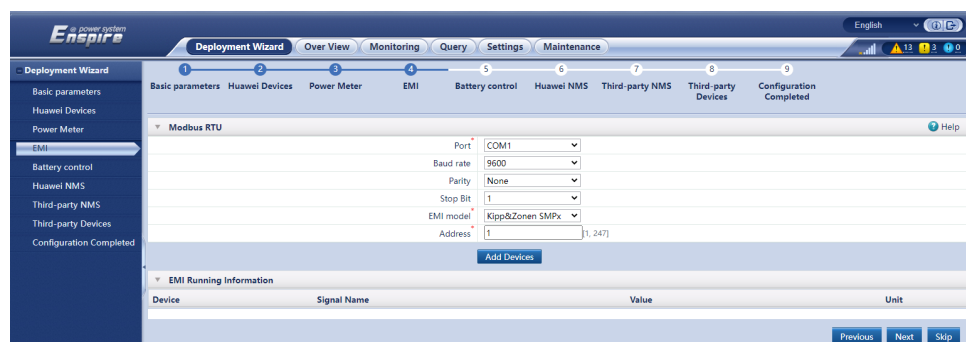 e power system
Enspire
English
Deployment Wizard Over View Monitoring Query Settings Maintenance
13 3 0
Deployment Wizard
Basic parameters
Huawei Devices
Power Meter
EMI
Battery control
Huawei NMS
Third-party NMS
Third-party Devices
Configuration Completed
1 2 3 4 5 6 7 8 9
Basic parameters Huawei Devices Power Meter EMI Battery control Huawei NMS Third-party NMS Third-party Devices Configuration Completed
Modbus RTU Help
Port* COM1
Baud rate 9600
Parity None
Stop Bit 1
EMI model* Kipp&Zonen SMPx
Address* 1 [1, 247]
Add Devices
EMI Running Information
Device Signal Name Value Unit
Previous Next Skip